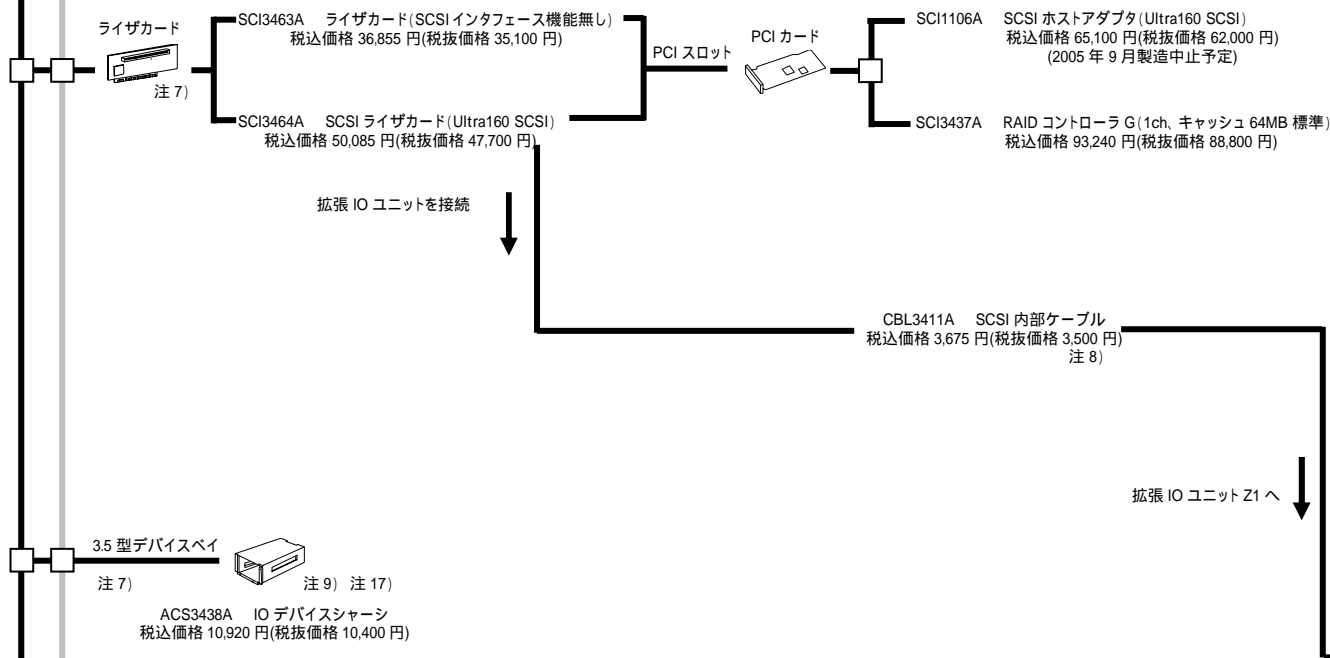 ライザカード
注 7)
SCI3463A ライザカード(SCSI インタフェース機能無し)
税込価格 36,855 円(税抜価格 35,100 円)
SCI3464A SCSI ライザカード(Ultra160 SCSI)
税込価格 50,085 円(税抜価格 47,700 円)
PCI スロット
PCI カード
SCI1106A SCSI ホストアダプタ(Ultra160 SCSI)
税込価格 65,100 円(税抜価格 62,000 円)
(2005 年 9 月製造中止予定)
SCI3437A RAID コントローラ G(1ch、キャッシュ 64MB 標準)
税込価格 93,240 円(税抜価格 88,800 円)
拡張 IO ユニットを接続
CBL3411A SCSI 内部ケーブル
税込価格 3,675 円(税抜価格 3,500 円)
注 8)
拡張 IO ユニット Z1 へ
3.5 型デバイスベイ
注 7)
注 9) 注 17)
ACS3438A IO デバイスシャーシ
税込価格 10,920 円(税抜価格 10,400 円)